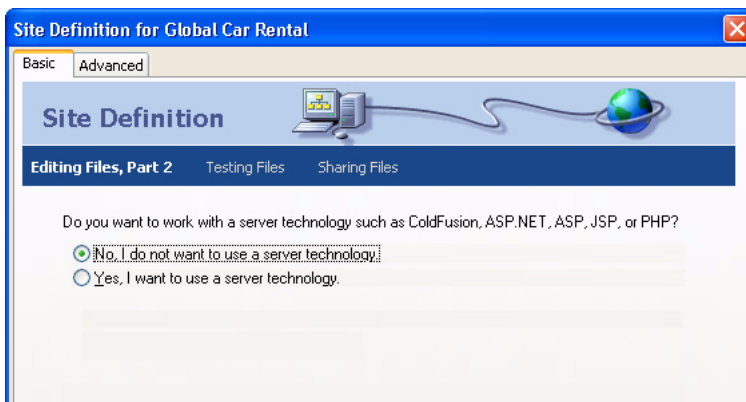 Site Definition for Global Car Rental
Basic Advanced
Site Definition
Editing Files, Part 2 Testing Files Sharing Files
Do you want to work with a server technology such as ColdFusion, ASP.NET, ASP, JSP, or PHP?
No, I do not want to use a server technology.
Yes, I want to use a server technology.